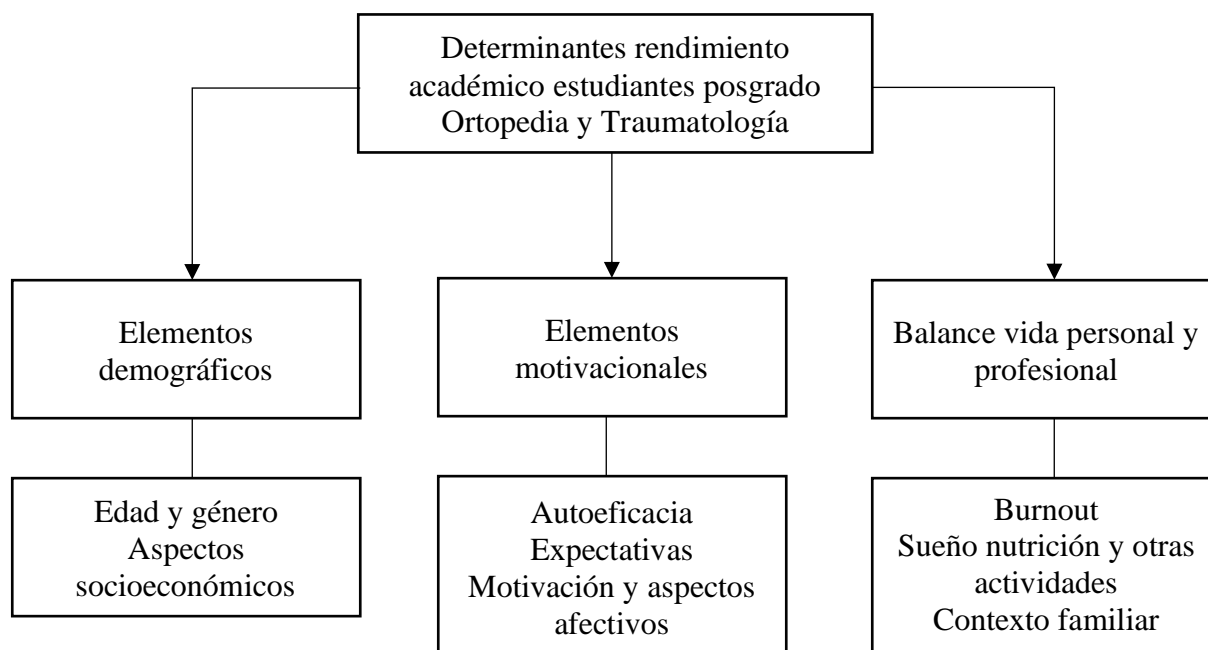 Determinantes rendimiento
académico estudiantes posgrado
Ortopedia y Traumatología
Elementos
demográficos
Elementos
motivacionales
Balance vida personal y
profesional
Edad y género
Aspectos
socioeconómicos
Autoeficacia
Expectativas
Motivación y aspectos
afectivos
Burnout
Sueño nutrición y otras
actividades
Contexto familiar